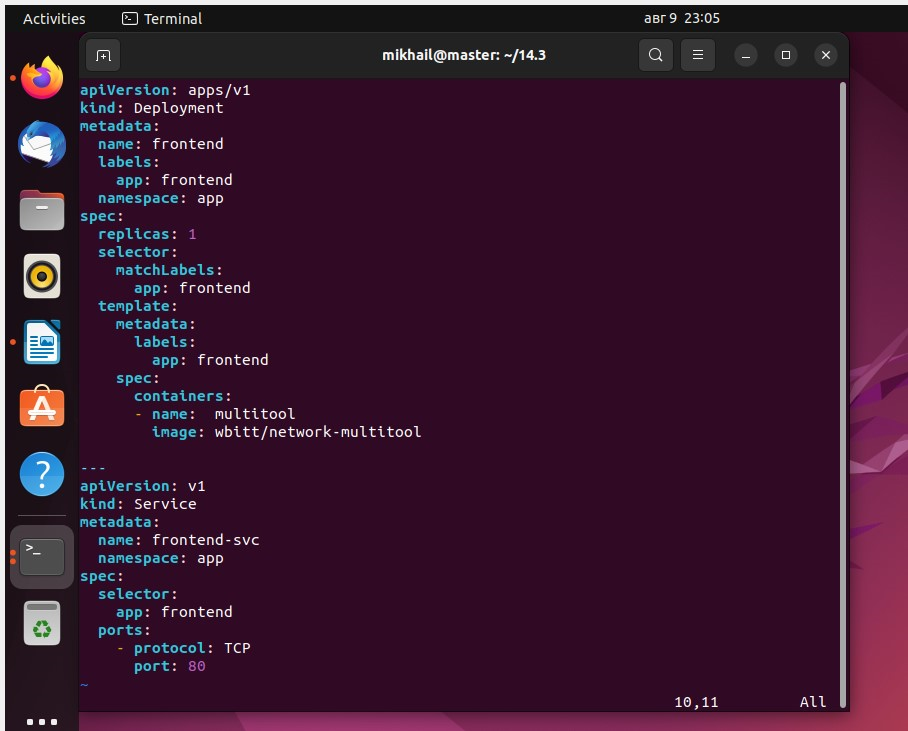 Activities
Terminal
авг 9 23:05
mikhail@master: ~/14.3
apiVersion: apps/v1
kind: Deployment
metadata:
  name: frontend
  labels:
    app: frontend
  namespace: app
spec:
  replicas: 1
  selector:
    matchLabels:
      app: frontend
  template:
    metadata:
      labels:
        app: frontend
    spec:
      containers:
      - name:  multitool
        image: wbitt/network-multitool
---
apiVersion: v1
kind: Service
metadata:
  name: frontend-svc
  namespace: app
spec:
  selector:
    app: frontend
  ports:
    - protocol: TCP
      port: 80
~
10,11 All